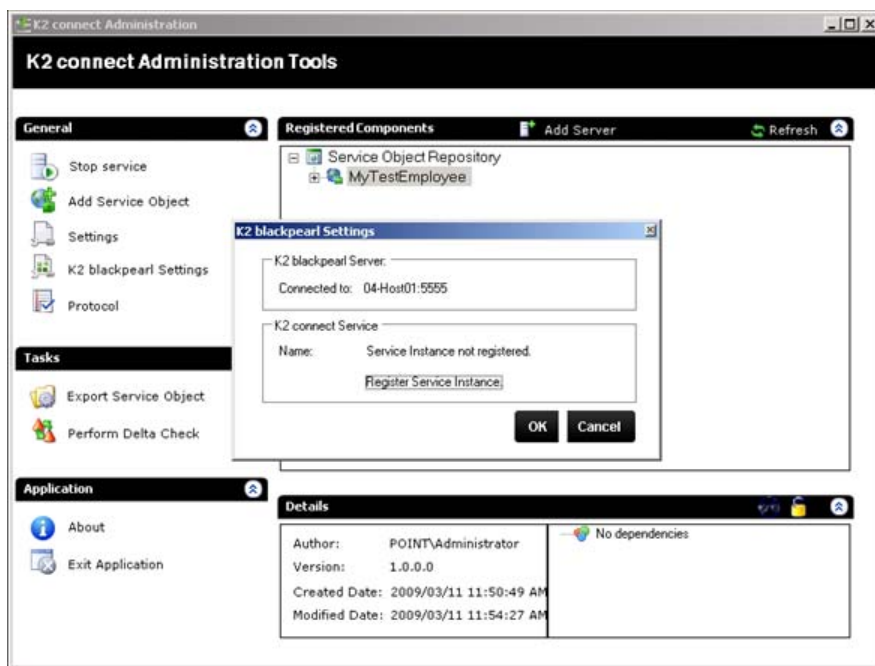 K2 connect Administration
K2 connect Administration Tools
General
Stop service
Add Service Object
Settings
K2 blackpearl Settings
Protocol
Tasks
Export Service Object
Perform Delta Check
Application
About
Exit Application
Registered Components
Add Server
Refresh
Service Object Repository
MyTestEmployee
K2 blackpearl Settings
K2 blackpearl Server:
Connected to: 04-Host01:5555
K2 connect Service
Name: Service Instance not registered.
Register Service Instance.
OK Cancel
Details
Author: POINT\Administrator
Version: 1.0.0.0
Created Date: 2009/03/11 11:50:49 AM
Modified Date: 2009/03/11 11:54:27 AM
No dependencies